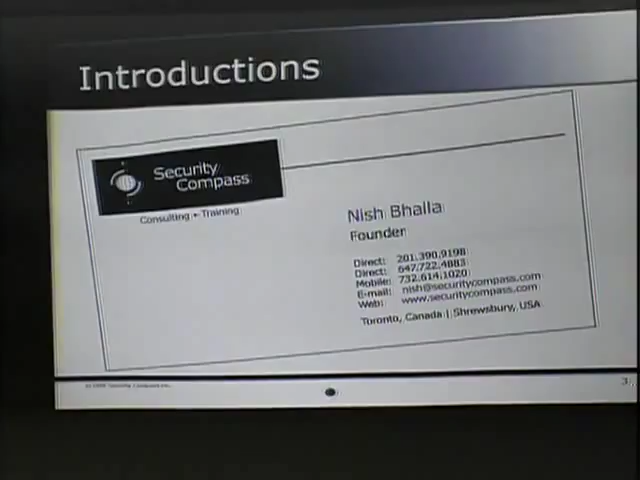 Introductions
Security
Compass
Consulting • Training
Nish Bhalla
Founder
Direct: 201.390.9198
Direct: 647.722.4883
Mobile: 732.614.1020
E-mail: nish@securitycompass.com
Web: www.securitycompass.com
Toronto, Canada | Shrewsbury, USA
3